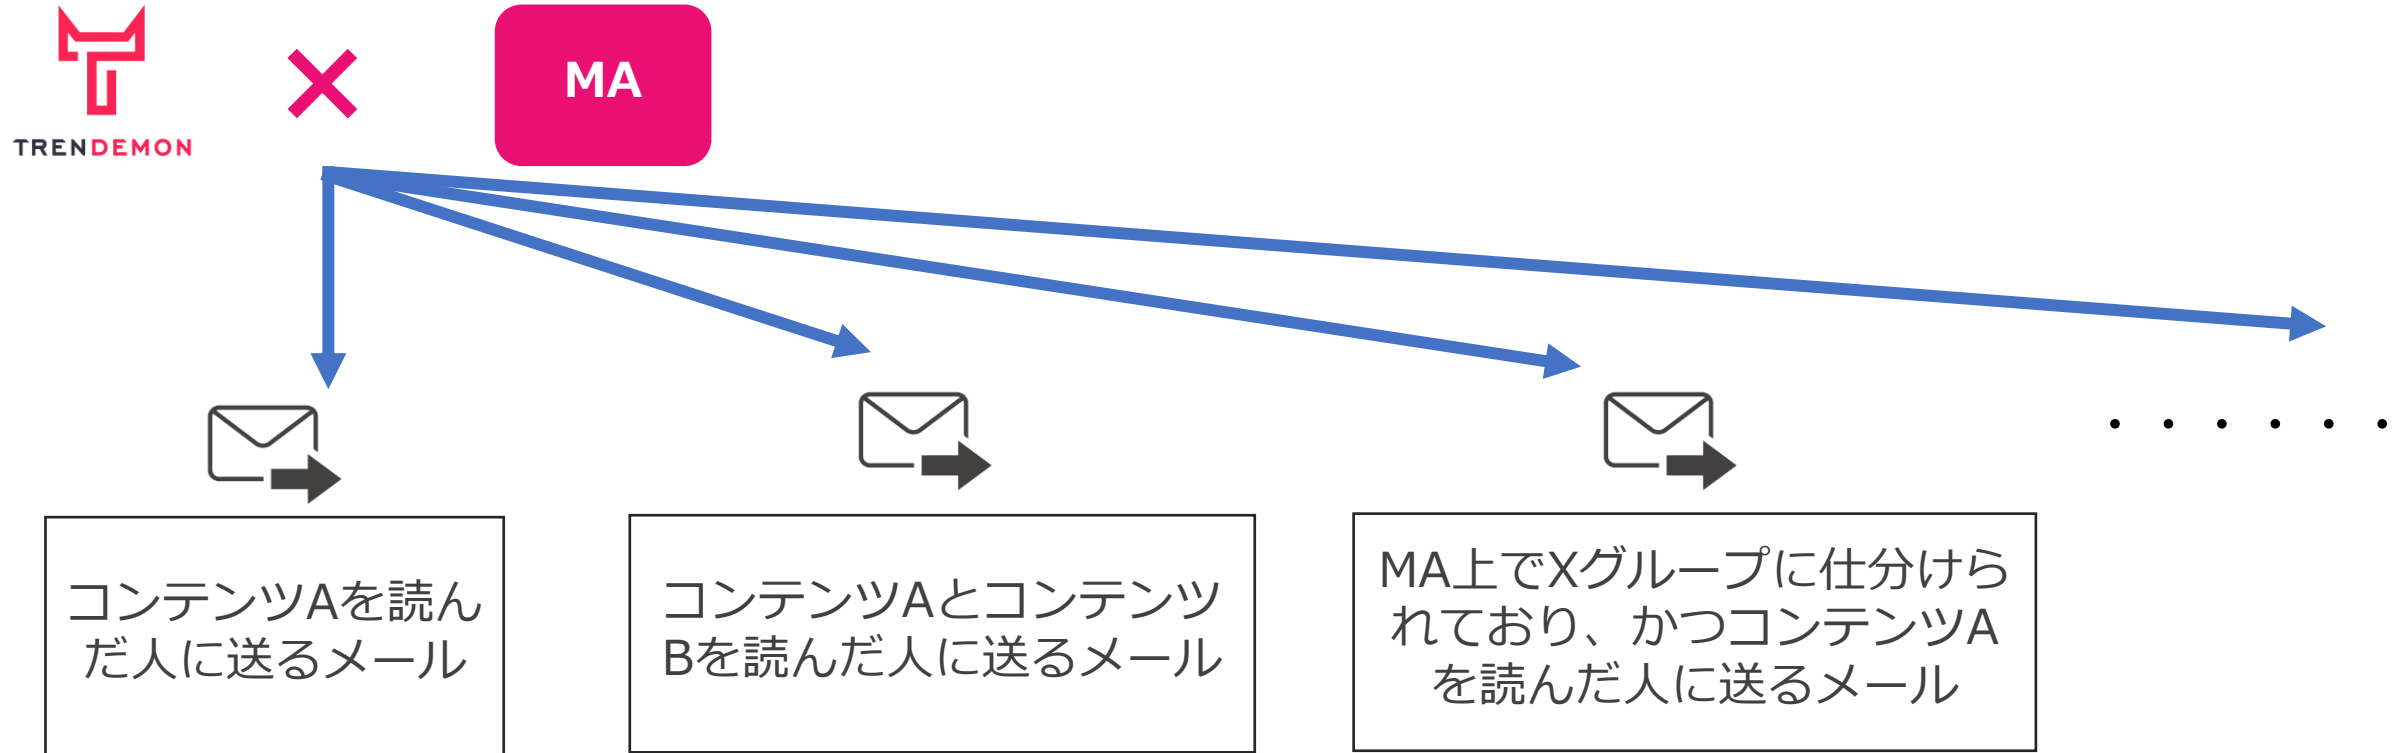 MA
TRENDEMON
コンテンツAを読ん
だ人に送るメール
コンテンツAとコンテンツ
Bを読んだ人に送るメール
MA上でXグループに仕分けら
れており、かつコンテンツA
を読んだ人に送るメール
・・・・・・